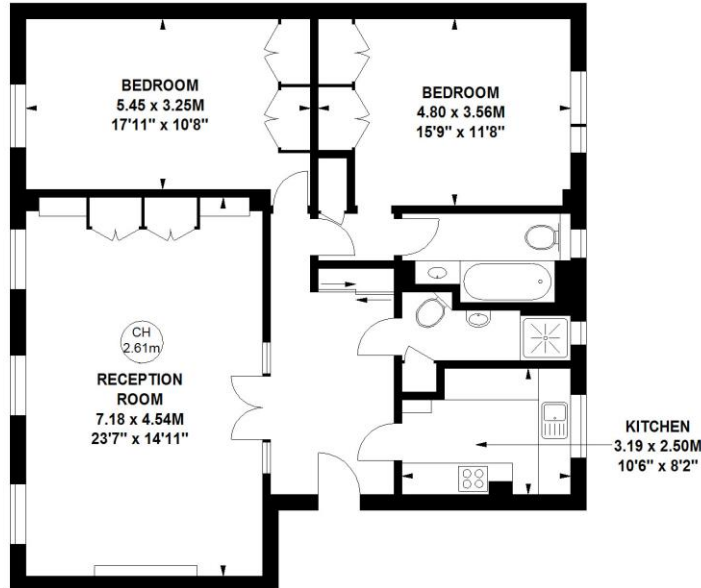 BEDROOM
5.45 x 3.25M
17'11" x 10'8"
BEDROOM
4.80 x 3.56M
15'9" x 11'8"
CH
2.61m
RECEPTION
ROOM
7.18 x 4.54M
23'7" x 14'11"
KITCHEN
3.19 x 2.50M
10'6" x 8'2"